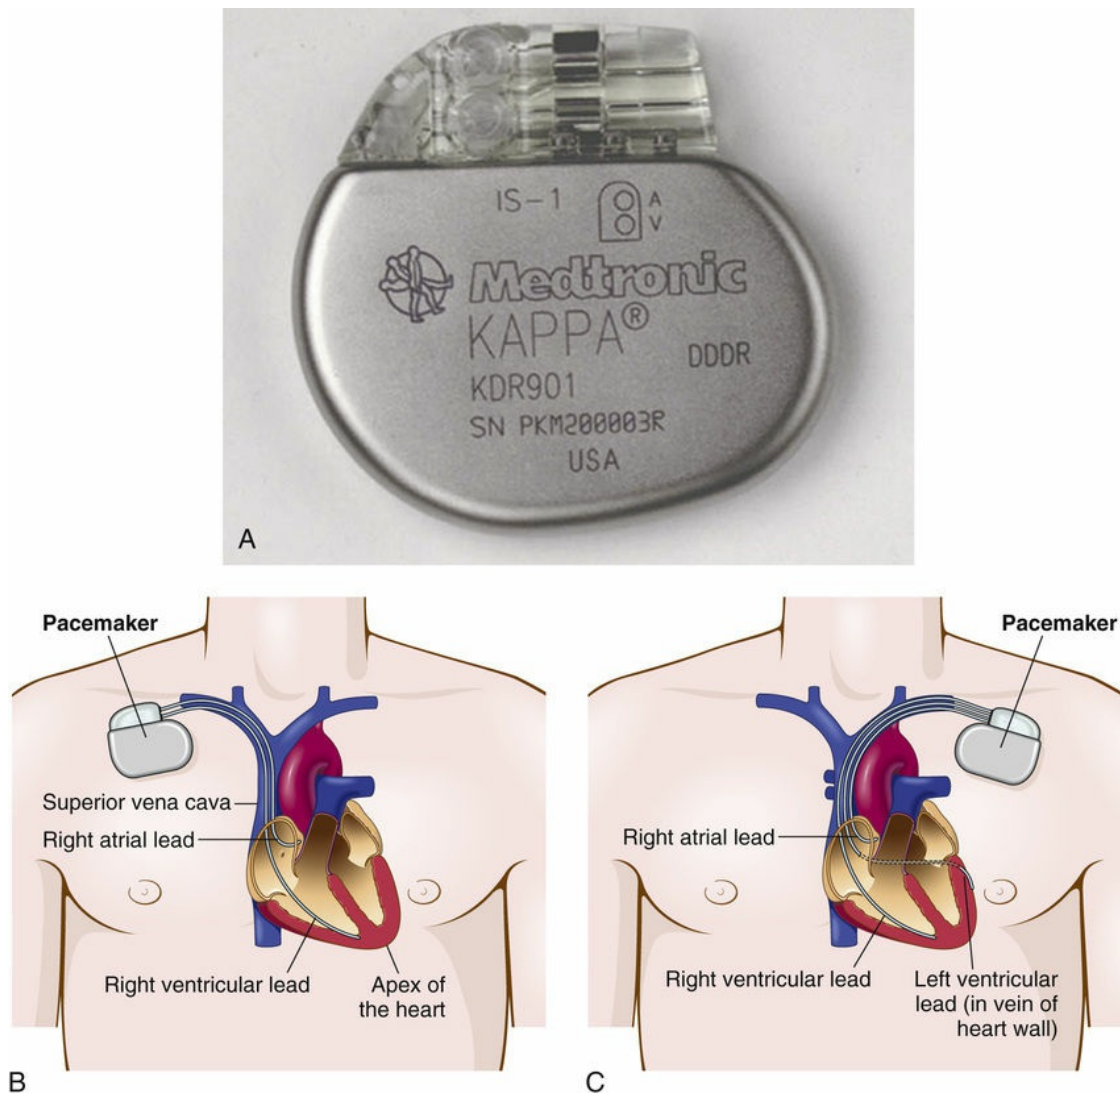 IS-1
A
V
Medtronic
KAPPA®
DDDR
KDR901
SN PKM200003R
USA
A
Pacemaker
Superior vena cava
Right atrial lead
Right ventricular lead
Apex of
the heart
B
Pacemaker
Right atrial lead
Right ventricular lead
Left ventricular
lead (in vein of
heart wall)
C